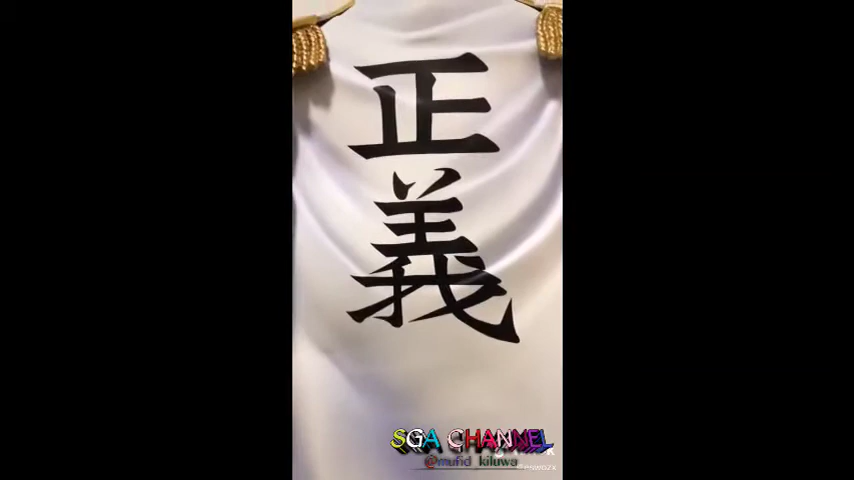 正
義
SGA CHANNEL
@mufid_kiluwa